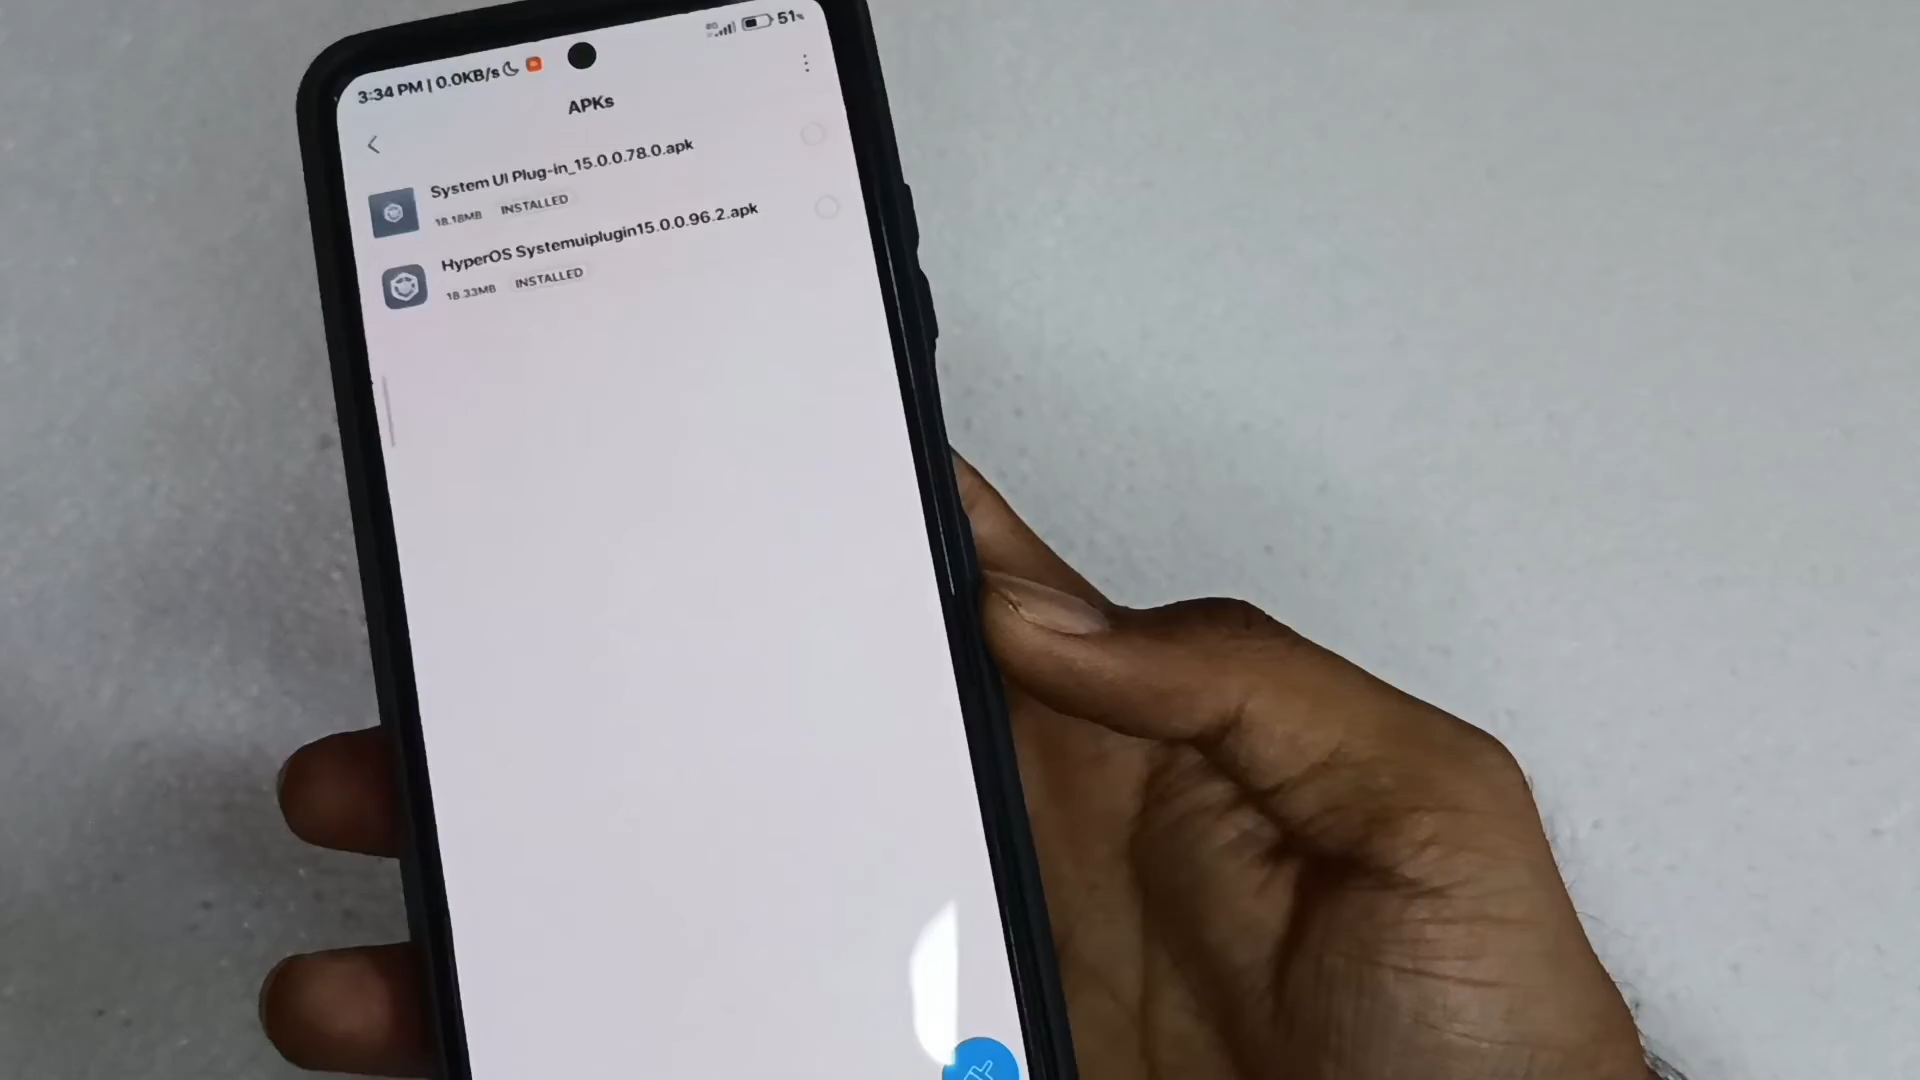 3:34 PM | 0.0KB/s
51%
APKs
System UI Plug-in_15.0.0.78.0.apk
18.18MB INSTALLED
HyperOS Systemuiplugin15.0.0.96.2.apk
18.33MB INSTALLED